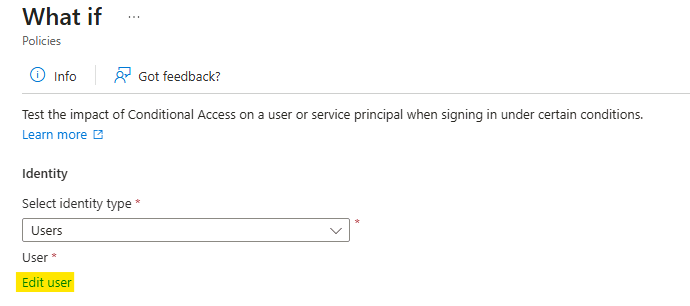 What if ...
Policies
Info Got feedback?
Test the impact of Conditional Access on a user or service principal when signing in under certain conditions.
Learn more
Identity
Select identity type *
Users *
User *
Edit user